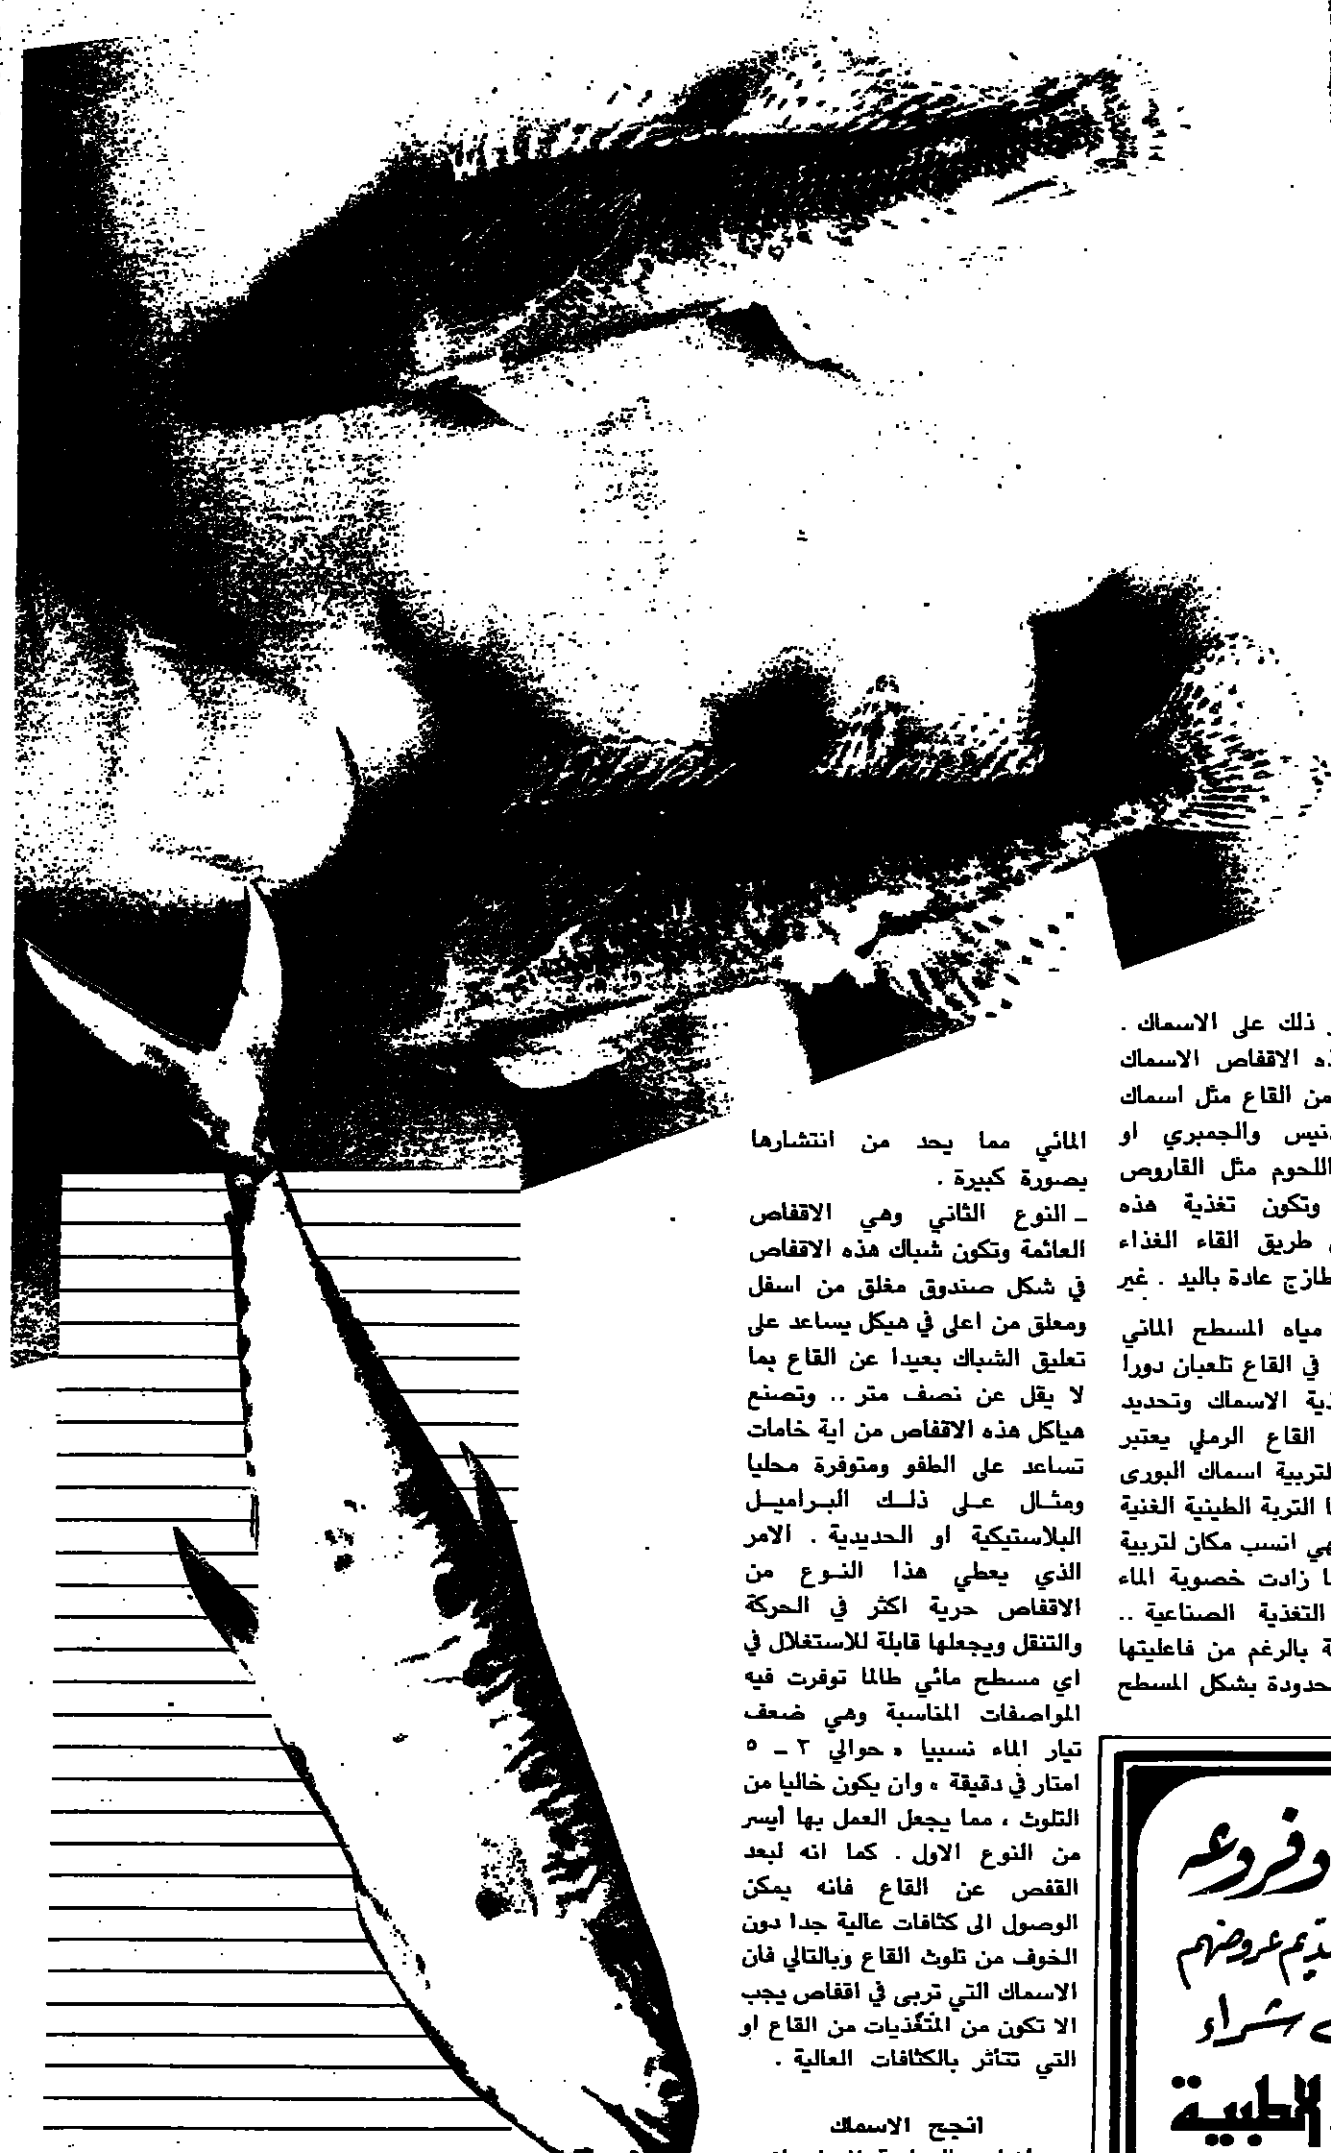 ذلك على الاسماك .
الاقفاص الاسماك
من القاع مثل اسماك
والجمبري او
اللحوم مثل القاروص
وتكون تغذية هذه
طريق القاء الغذاء
طازج عادة باليد . غير
مياه المسطح المائي
في القاع تلعبان دورا
الاسماك وتحديد
القاع الرملي يعتبر
لتربية اسماك البورى
التربة الطينية الغنية
انسب مكان لتربية
زادت خصوبة الماء
التغذية الصناعية ..
بالرغم من فاعليتها
بشكل المسطح
المائي مما يحد من انتشارها
بصورة كبيرة .
ـ النوع الثاني وهي الاقفاص
العائمة وتكون شباك هذه الاقفاص
في شكل صندوق مغلق من اسفل
ومعلق من اعلى في هيكل يساعد على
تعليق الشباك بعيدا عن القاع بما
لا يقل عن نصف متر .. وتصنع
هياكل هذه الاقفاص من اية خامات
تساعد على الطفو ومتوفرة محليا
ومثال على ذلك البراميل
البلاستيكية او الحديدية . الامر
الذي يعطي هذا النوع من
الاقفاص حرية اكثر في الحركة
والتنقل ويجعلها قابلة للاستغلال في
اي مسطح مائي طالما توفرت فيه
المواصفات المناسبة وهي ضعف
تيار الماء نسبيا « حوالي ٣ ـ ٥
امتار في دقيقة » وان يكون خاليا من
التلوث ، مما يجعل العمل بها أيسر
من النوع الاول . كما انه لبعد
القفص عن القاع فانه يمكن
الوصول الى كثافات عالية جدا دون
الخوف من تلوث القاع وبالتالي فان
الاسماك التي تربى في اقفاص يجب
الا تكون من المتغذيات من القاع او
التي تتأثر بالكثافات العالية .
انجح الاسماك
وفروعه
عروضهم
شراء
الطبية